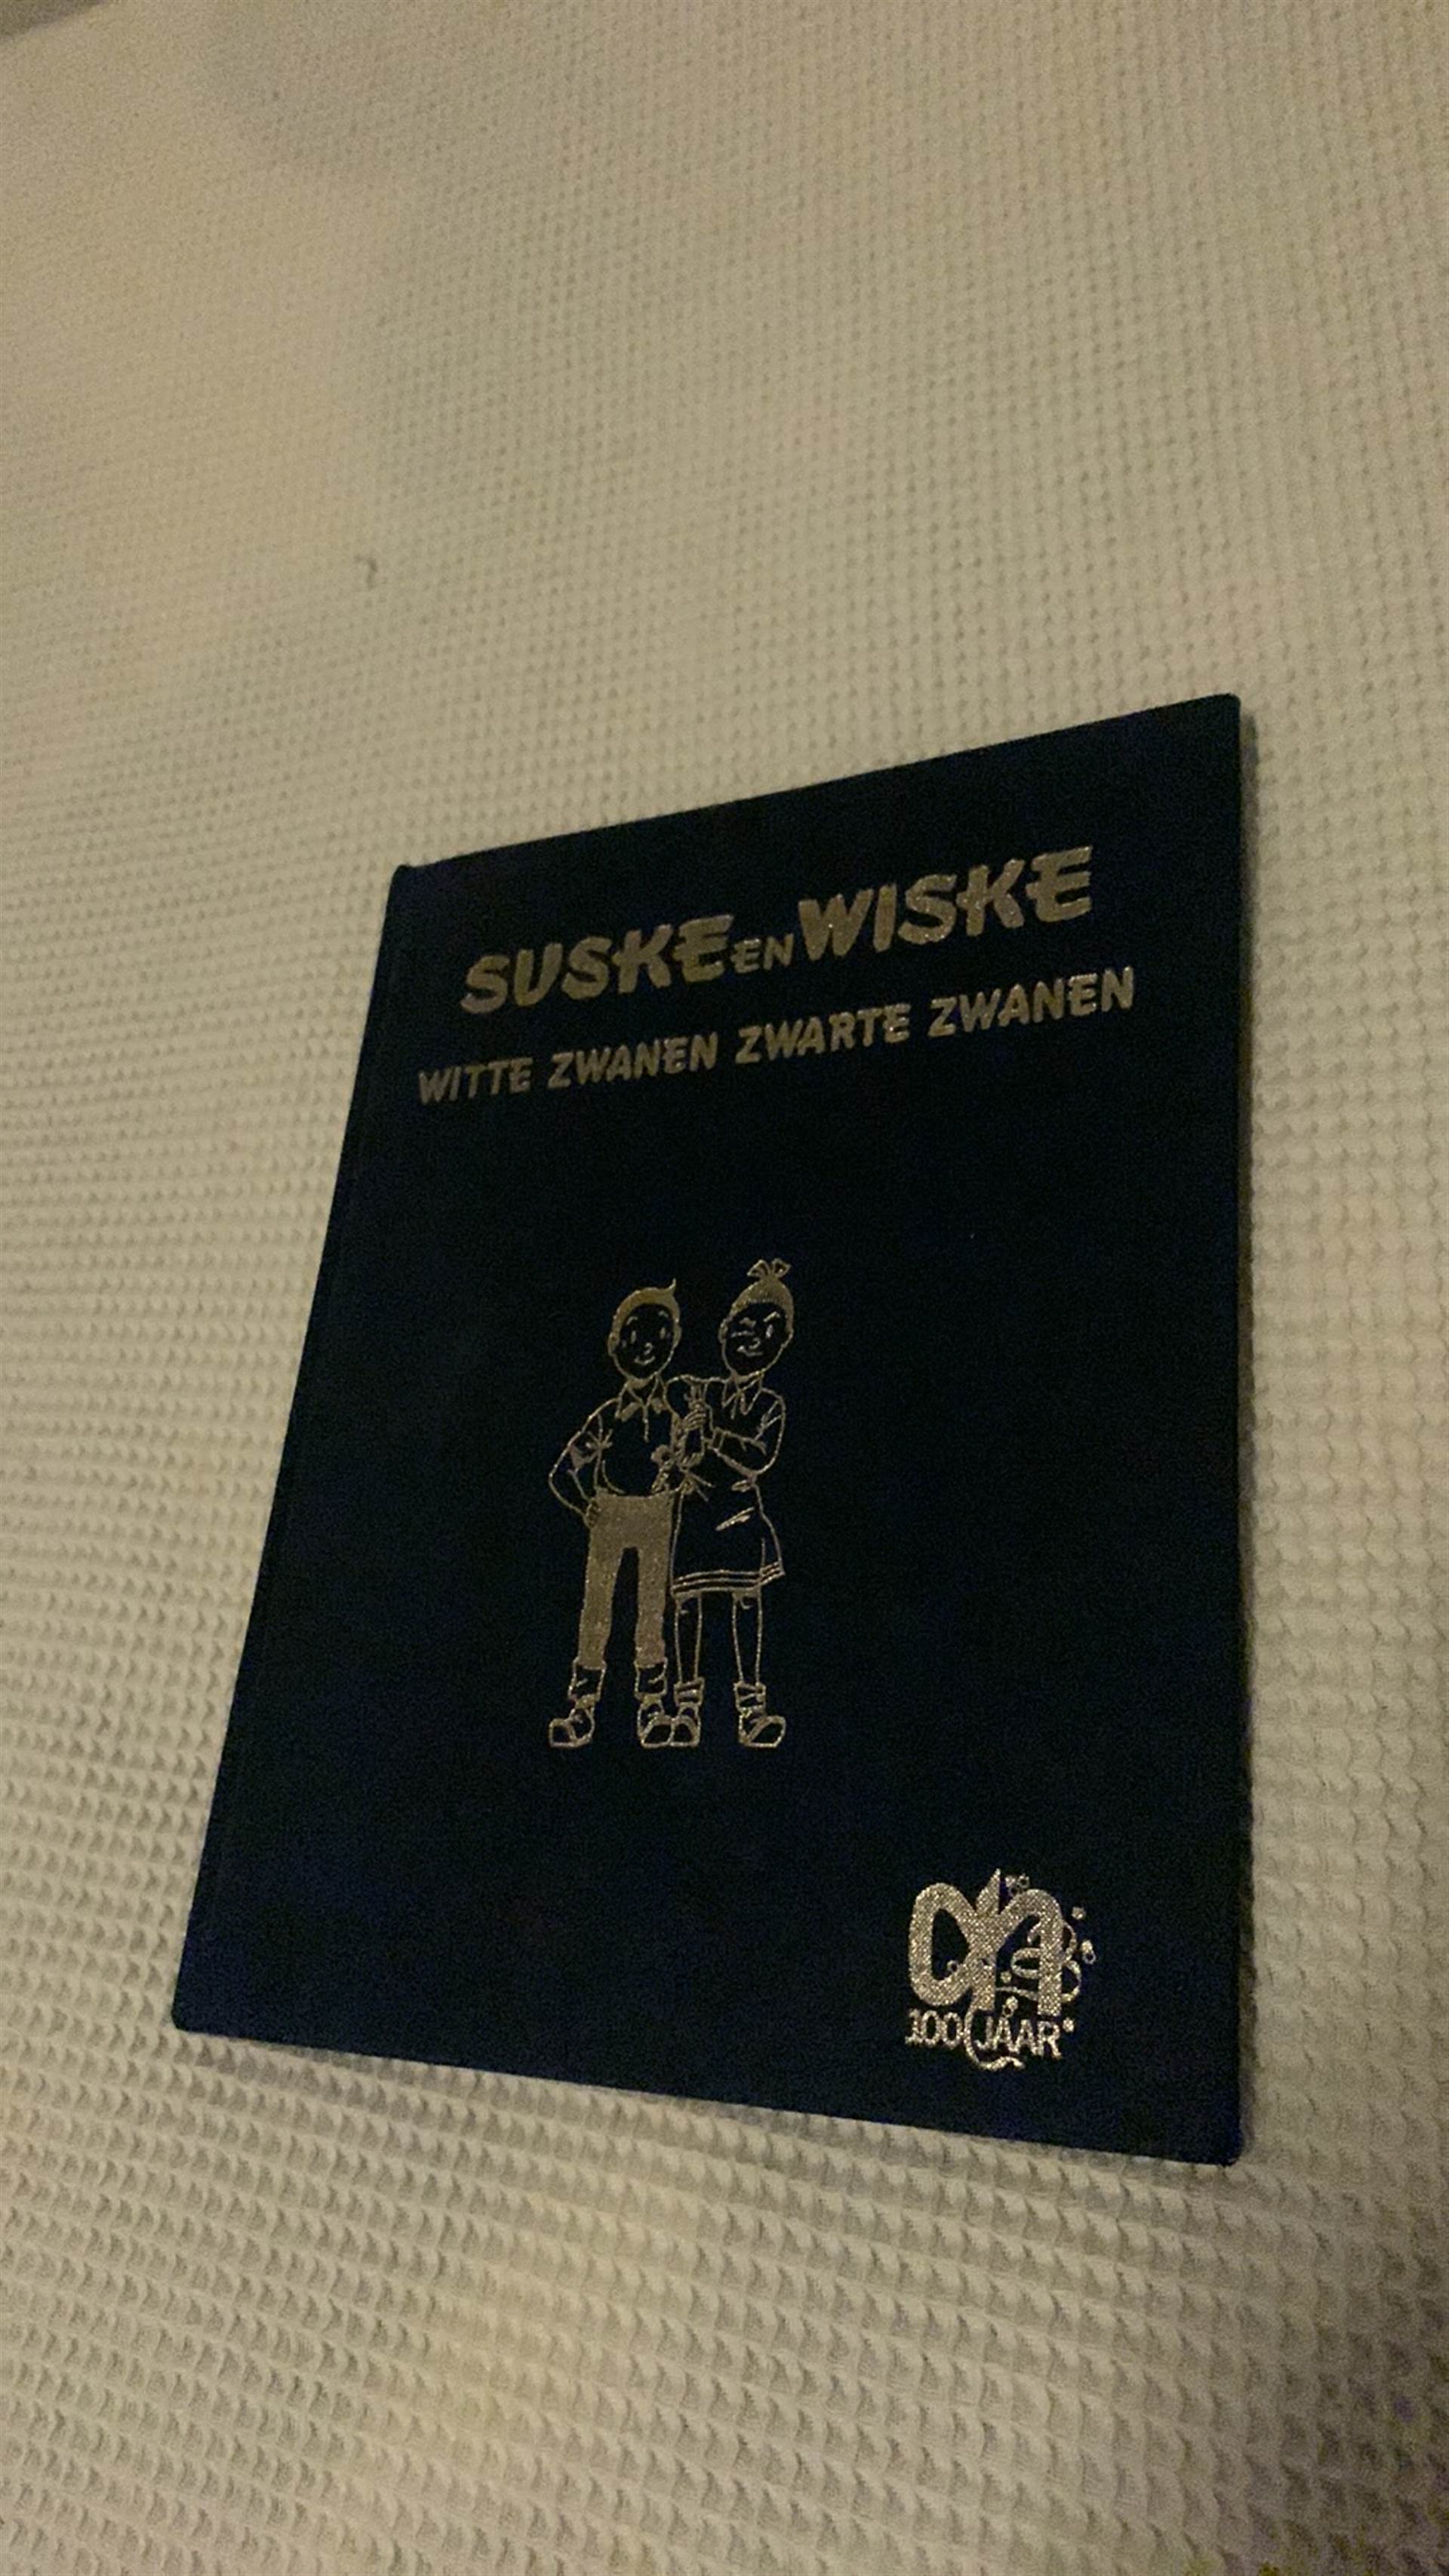 SUSKE EN WISKE
WITTE ZWANEN ZWARTE ZWANEN
100 JAAR